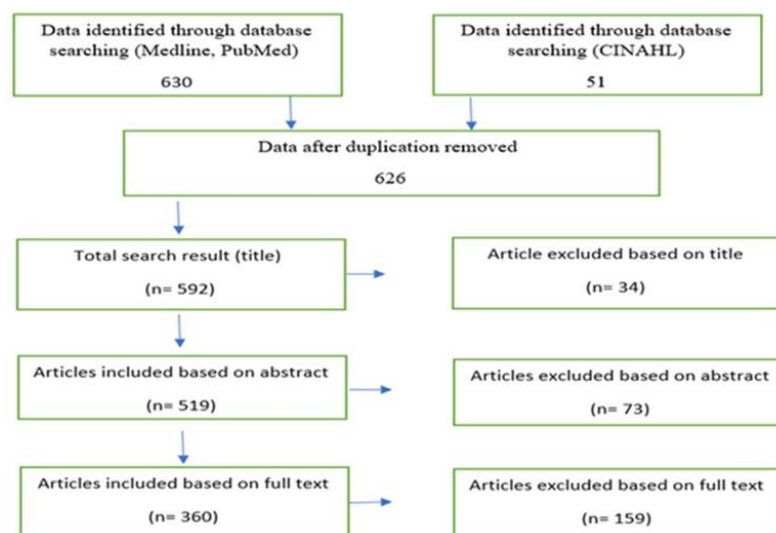 Data identified through database
searching (Medline, PubMed)
630
Data identified through database
searching (CINAHL)
51
Data after duplication removed
626
Total search result (title)
(n= 592)
Article excluded based on title
(n= 34)
Articles included based on abstract
(n= 519)
Articles excluded based on abstract
(n= 73)
Articles included based on full text
(n= 360)
Articles excluded based on full text
(n= 159)